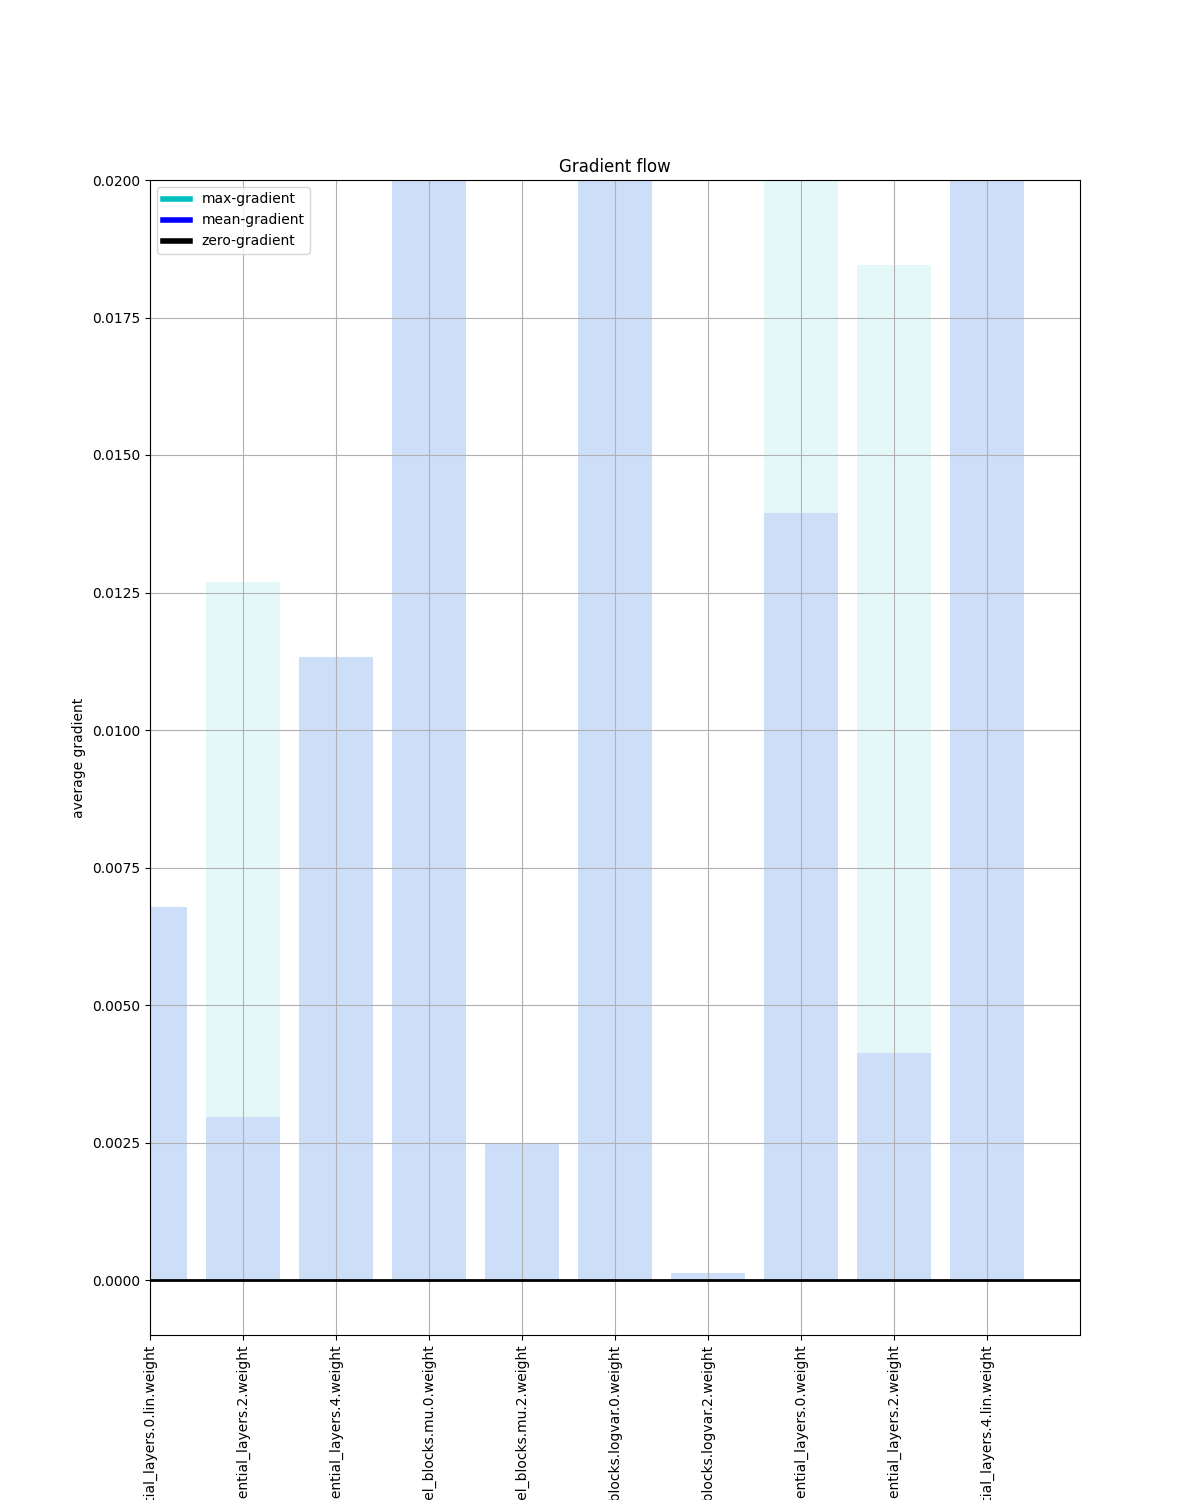 Gradient flow
max-gradient
mean-gradient
zero-gradient
0.0200
0.0175
0.0150
0.0125
0.0100
0.0075
0.0050
0.0025
0.0000
average gradient
tial_layers.0.lin.weight
ential_layers.2.weight
ential_layers.4.weight
el_blocks.mu.0.weight
el_blocks.mu.2.weight
blocks.logvar.0.weight
blocks.logvar.2.weight
ential_layers.0.weight
ential_layers.2.weight
tial_layers.4.lin.weight